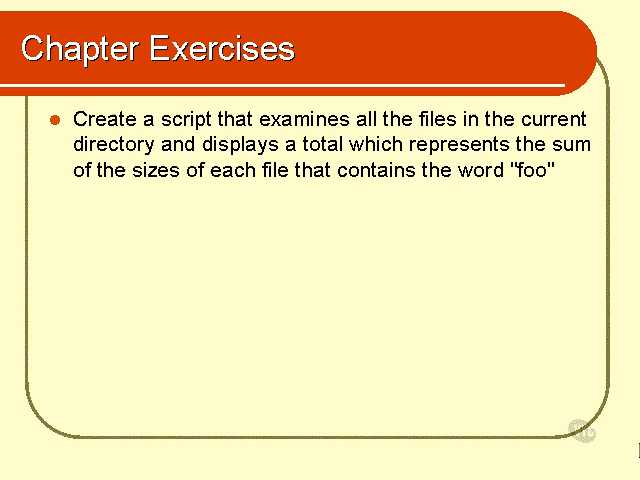 Chapter Exercises
Create a script that examines all the files in the current
directory and displays a total which represents the sum
of the sizes of each file that contains the word "foo"